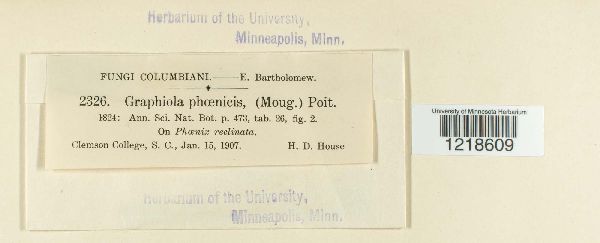 Herbarium of the University,
Minneapolis, Minn.
FUNGI COLUMBIANI.——E. Bartholomew.
2326. Graphiola phœnicis, (Moug.) Poit.
1824: Ann. Sci. Nat. Bot. p. 473, tab. 26, fig. 2.
On Phœnix reclinata.
Clemson College, S. C., Jan. 15, 1907. H. D. House
University of Minnesota Herbarium
1218609
Herbarium of the University,
Minneapolis, Minn.